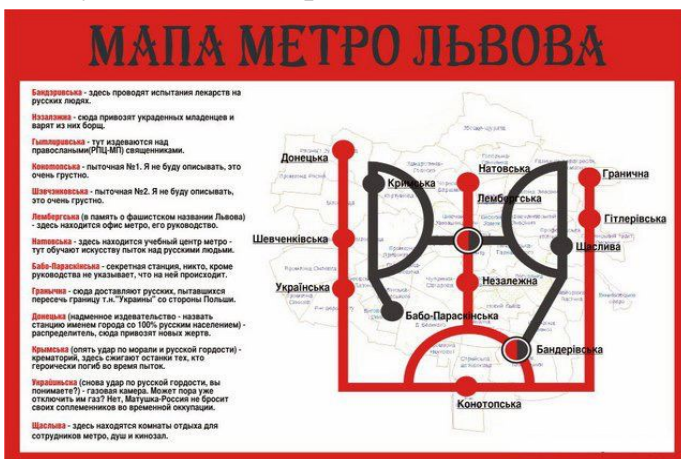 МАПА МЕТРО ЛЬВОВА
Бандэривська - здесь проводят испытания лекарств на
русских людях.
Нэзалэжна - сюда привозят украденных младенцев и
варят из них борщ.
Гытлэривська - тут издеваются над
православными(РПЦ-МП) священниками.
Конотопська - пыточная №1. Я не буду описывать, это
очень грустно.
Шэвчэнковська - пыточная №2. Я не буду описывать,
это очень грустно.
Лембергська (в память о фашистском названии Львова)
- здесь находится офис метро, его руководство.
Натовська - здесь находится учебный центр метро -
тут обучают искусству пыток над русскими людьми.
Бабо-Параскінська - секретная станция, никто, кроме
руководства не указывает, что на ней происходит.
Гранычна - сюда доставляют русских, пытавшихся
пересечь границу т.н."Украины" со стороны Польши.
Донецька (надменное издевательство - назвать
станцию именем города со 100% русским населением) -
распределитель, сюда привозят новых жертв.
Крымська (опять удар по морали и русской гордости) -
крематорий, здесь сжигают останки тех, кто
героически погиб во время пыток.
Украйиньска (снова удар по русской гордости, вы
понимаете?) - газовая камера. Может пора уже
отключить им газ? Нет, Матушка-Россия не бросит
своих соплеменников во временной оккупации.
Щаслыва - здесь находятся комнаты отдыха для
сотрудников метро, душ и кинозал.
Донецька
Кримська
Натовська
Гранична
Лембергська
Гітлерівська
Шевченківська
Щаслива
Українська
Незалежна
Бабо-Параскінська
Бандерівська
Конотопська